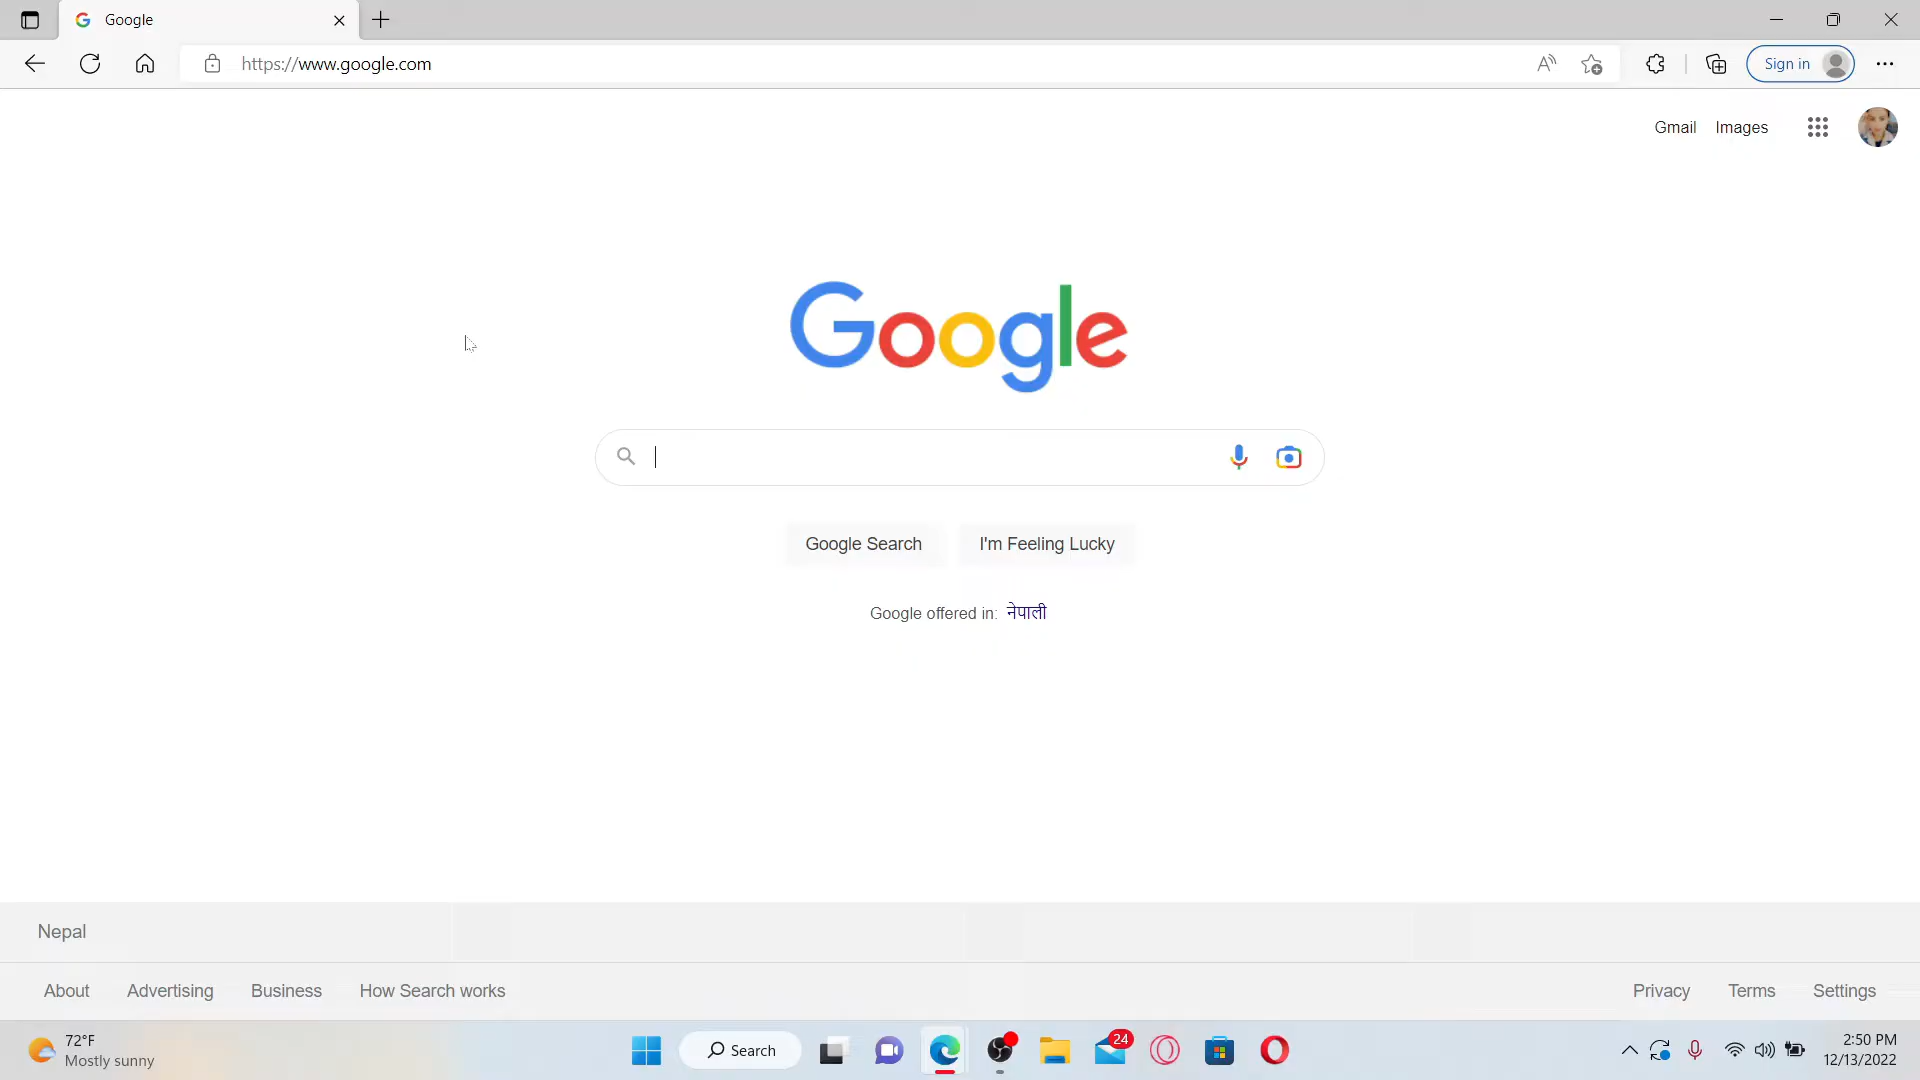 Google
https://www.google.com
Sign in
Gmail Images
Google
Google Search I'm Feeling Lucky
Google offered in: नेपाली
Nepal
About Advertising Business How Search works Privacy Terms Settings
72°F
Mostly sunny
Search
24
2:50 PM
12/13/2022